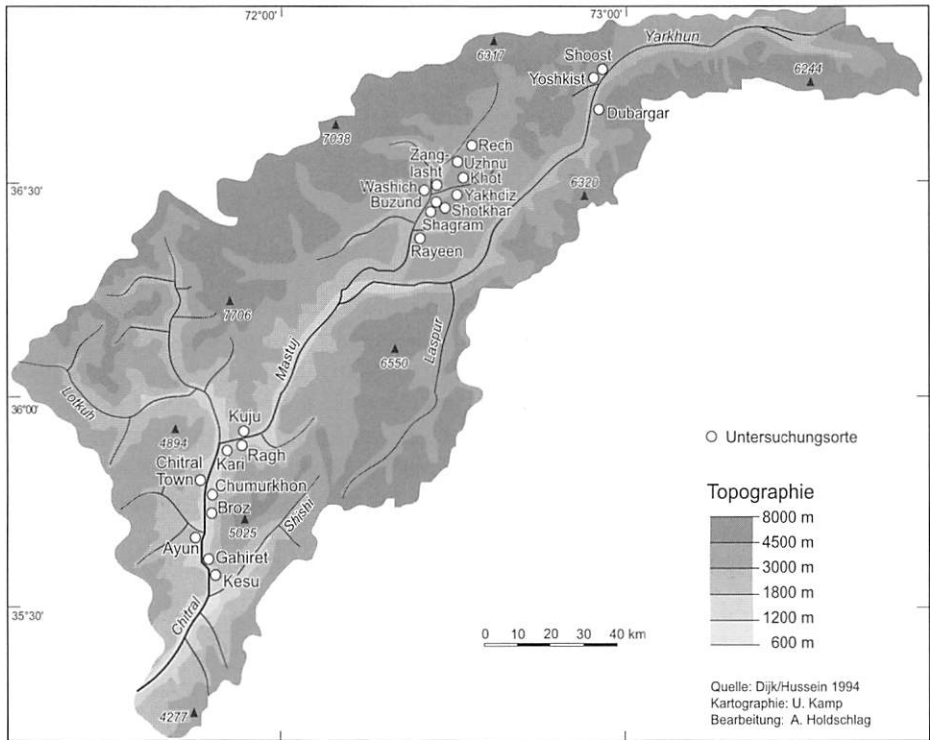 72°00'
73°00'
6317
Yarkhun
Shoost
Yoshkist
6244
Dubargar
7038
Rech
Zang-
lasht
Uzhnu
Khot
36°30'
Washich
Yakhdiz
6320
Buzund
Shotkhar
Shagram
Rayeen
7706
Mastuj
6550
Laspur
Lotkuh
36°00'
Kuju
4894
Ragh
Kari
Untersuchungsorte
Chitral
Town
Chumurkhon
Broz
Shishi
5025
Ayun
Gahiret
Kesu
35°30'
Chitral
4277
0 10 20 30 40 km
Topographie
8000 m
4500 m
3000 m
1800 m
1200 m
600 m
Quelle: Dijk/Hussein 1994
Kartographie: U. Kamp
Bearbeitung: A. Holdschlag